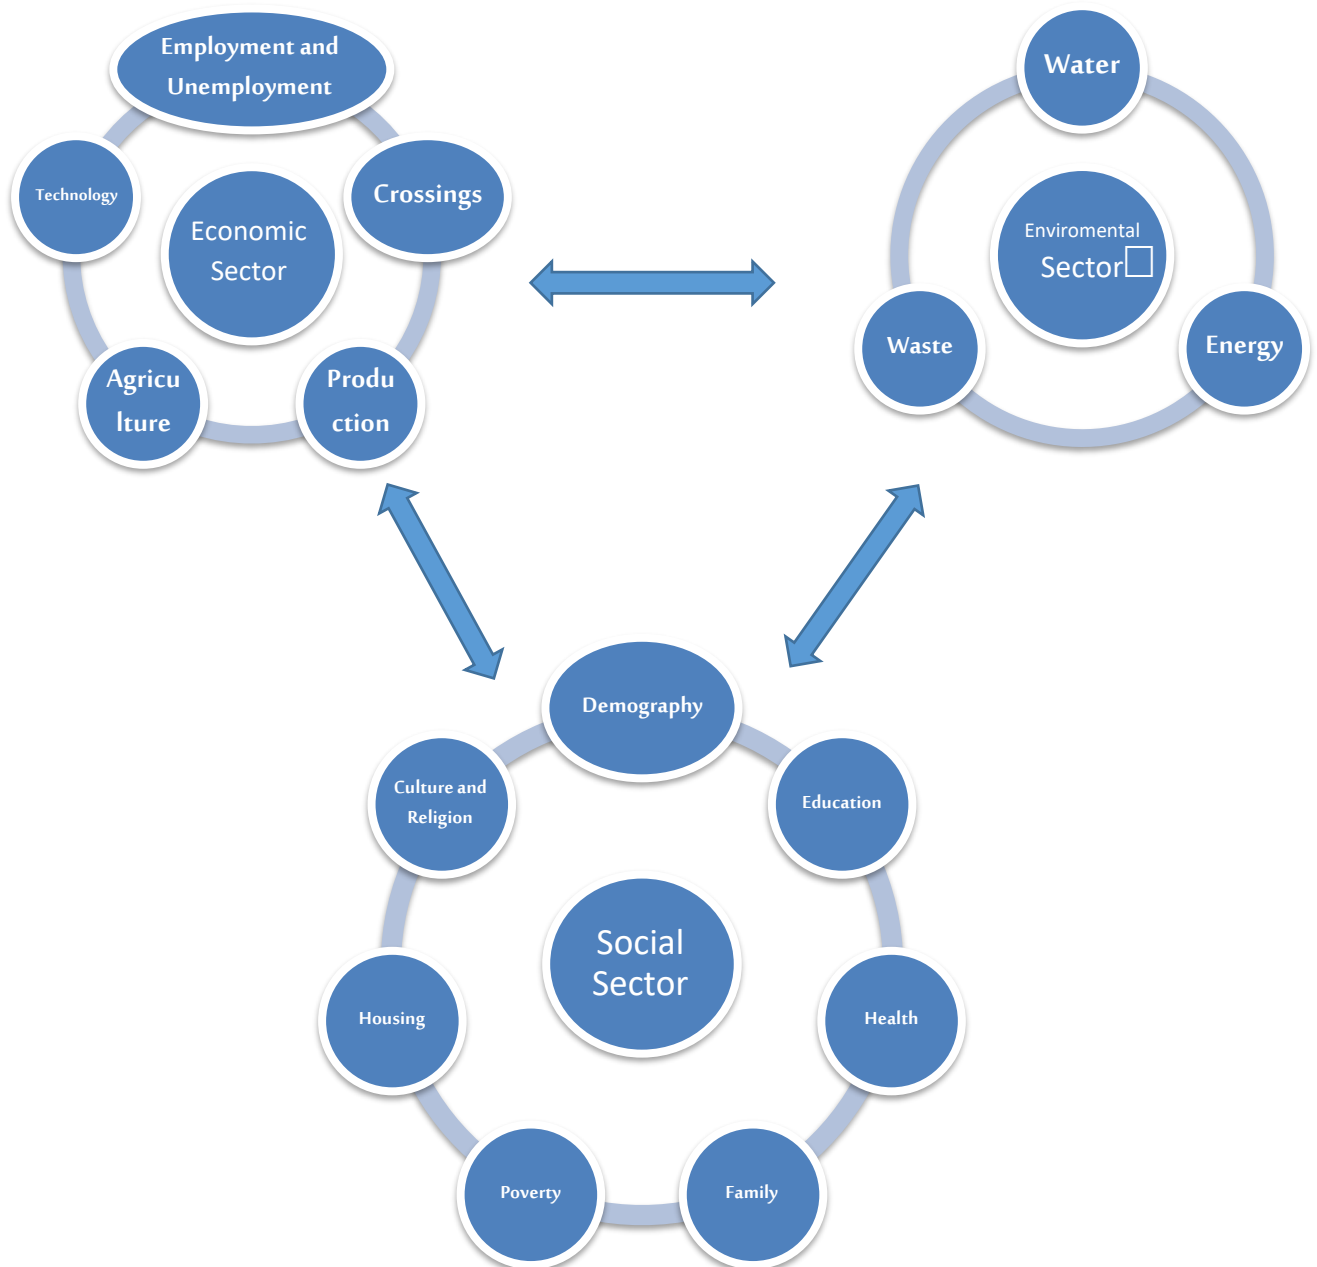 Employment and
Unemployment
Technology
Crossings
Economic
Sector
Agricu
lture
Produ
ction
Water
Enviromental
Sector
Waste
Energy
Demography
Culture and
Religion
Education
Social
Sector
Housing
Health
Poverty
Family